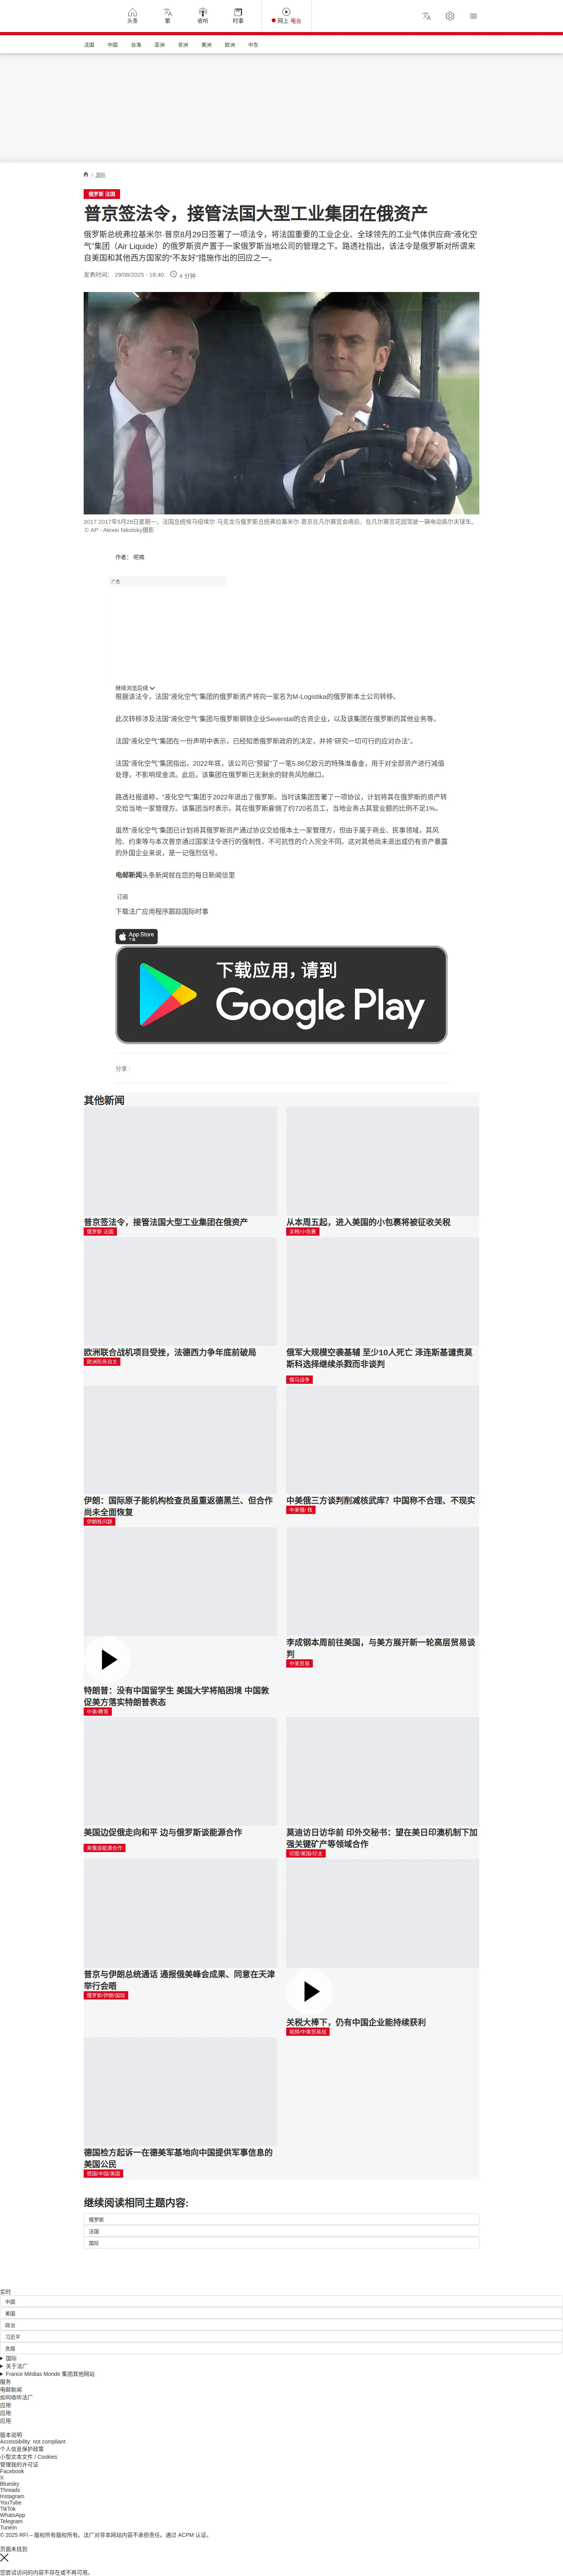 头条
繁
收听
时事
网上 电台
法国
中国
台海
亚洲
非洲
美洲
欧洲
中东
/ 国际
俄罗斯 法国
普京签法令，接管法国大型工业集团在俄资产
俄罗斯总统弗拉基米尔·普京8月29日签署了一项法令，将法国重要的工业企业、全球领先的工业气体供应商“液化空
气”集团（Air Liquide）的俄罗斯资产置于一家俄罗斯当地公司的管理之下。路透社指出，该法令是俄罗斯对所谓来
自美国和其他西方国家的“不友好”措施作出的回应之一。
发表时间： 29/08/2025 - 18:40
4 分钟
2017 2017年5月29日星期一，法国总统埃马纽埃尔·马克龙与俄罗斯总统弗拉基米尔·普京在凡尔赛宫会晤后，在凡尔赛宫花园驾驶一辆电动高尔夫球车。
© AP - Alexei Nikolsky摄影
作者： 呢喃
广告
继续浏览后续
根据该法令，法国“液化空气”集团的俄罗斯资产将向一家名为M-Logistika的俄罗斯本土公司转移。
此次转移涉及法国“液化空气”集团与俄罗斯钢铁企业Severstal的合资企业，以及该集团在俄罗斯的其他业务等。
法国“液化空气”集团在一份声明中表示，已经知悉俄罗斯政府的决定，并将“研究一切可行的应对办法”。
法国“液化空气”集团指出，2022年底，该公司已“预留”了一笔5.86亿欧元的特殊准备金，用于对全部资产进行减值
处理，不影响现金流。此后，该集团在俄罗斯已无剩余的财务风险敞口。
路透社报道称，“液化空气”集团于2022年退出了俄罗斯。当时该集团签署了一项协议，计划将其在俄罗斯的资产转
交给当地一家管理方。该集团当时表示，其在俄罗斯雇佣了约720名员工，当地业务占其营业额的比例不足1%。
虽然“液化空气”集团已计划将其俄罗斯资产通过协议交给俄本土一家管理方，但由于属于商业、民事领域，其风
险、约束等与本次普京通过国家法令进行的强制性、不可抗性的介入完全不同。这对其他尚未退出或仍有资产暴露
的外国企业来说，是一记强烈信号。
电邮新闻头条新闻就在您的每日新闻信里
订阅
下载法广应用程序跟踪国际时事
App Store
下载
下载应用，请到
Google Play
分享 :
其他新闻
普京签法令，接管法国大型工业集团在俄资产
俄罗斯 法国
从本周五起，进入美国的小包裹将被征收关税
关税/小包裹
欧洲联合战机项目受挫，法德西力争年底前破局
欧洲防务自主
俄军大规模空袭基辅 至少10人死亡 泽连斯基谴责莫
斯科选择继续杀戮而非谈判
俄乌战争
伊朗：国际原子能机构检查员虽重返德黑兰、但合作
尚未全面恢复
伊朗核问题
中美俄三方谈判削减核武库？中国称不合理、不现实
中美俄/ 核
特朗普：没有中国留学生 美国大学将陷困境 中国敦
促美方落实特朗普表态
中美/教育
李成钢本周前往美国，与美方展开新一轮高层贸易谈
判
中美贸易
美国边促俄走向和平 边与俄罗斯谈能源合作
美俄谈能源合作
莫迪访日访华前 印外交秘书：望在美日印澳机制下加
强关键矿产等领域合作
印度/美国/印太
普京与伊朗总统通话 通报俄美峰会成果、同意在天津
举行会晤
俄罗斯/伊朗/国际
关税大棒下，仍有中国企业能持续获利
视频/中美贸易战
德国检方起诉一在德美军基地向中国提供军事信息的
美国公民
德国/中国/美国
继续阅读相同主题内容:
俄罗斯
法国
国际
实时
中国
美国
政治
习近平
贪腐
国际
关于法广
France Médias Monde 集团其他网站
服务
电邮新闻
如何收听法广
应用
应用
应用
版本说明
Accessibility: not compliant
个人信息保护政策
小型文本文件 / Cookies
管理我的许可证
Facebook
X
Bluesky
Threads
Instagram
YouTube
TikTok
WhatsApp
Telegram
TuneIn
© 2025 RFI – 版权所有版权所有。法广对非本网站内容不承担责任。通过 ACPM 认证。
页面未找到
您尝试访问的内容不存在或不再可用。